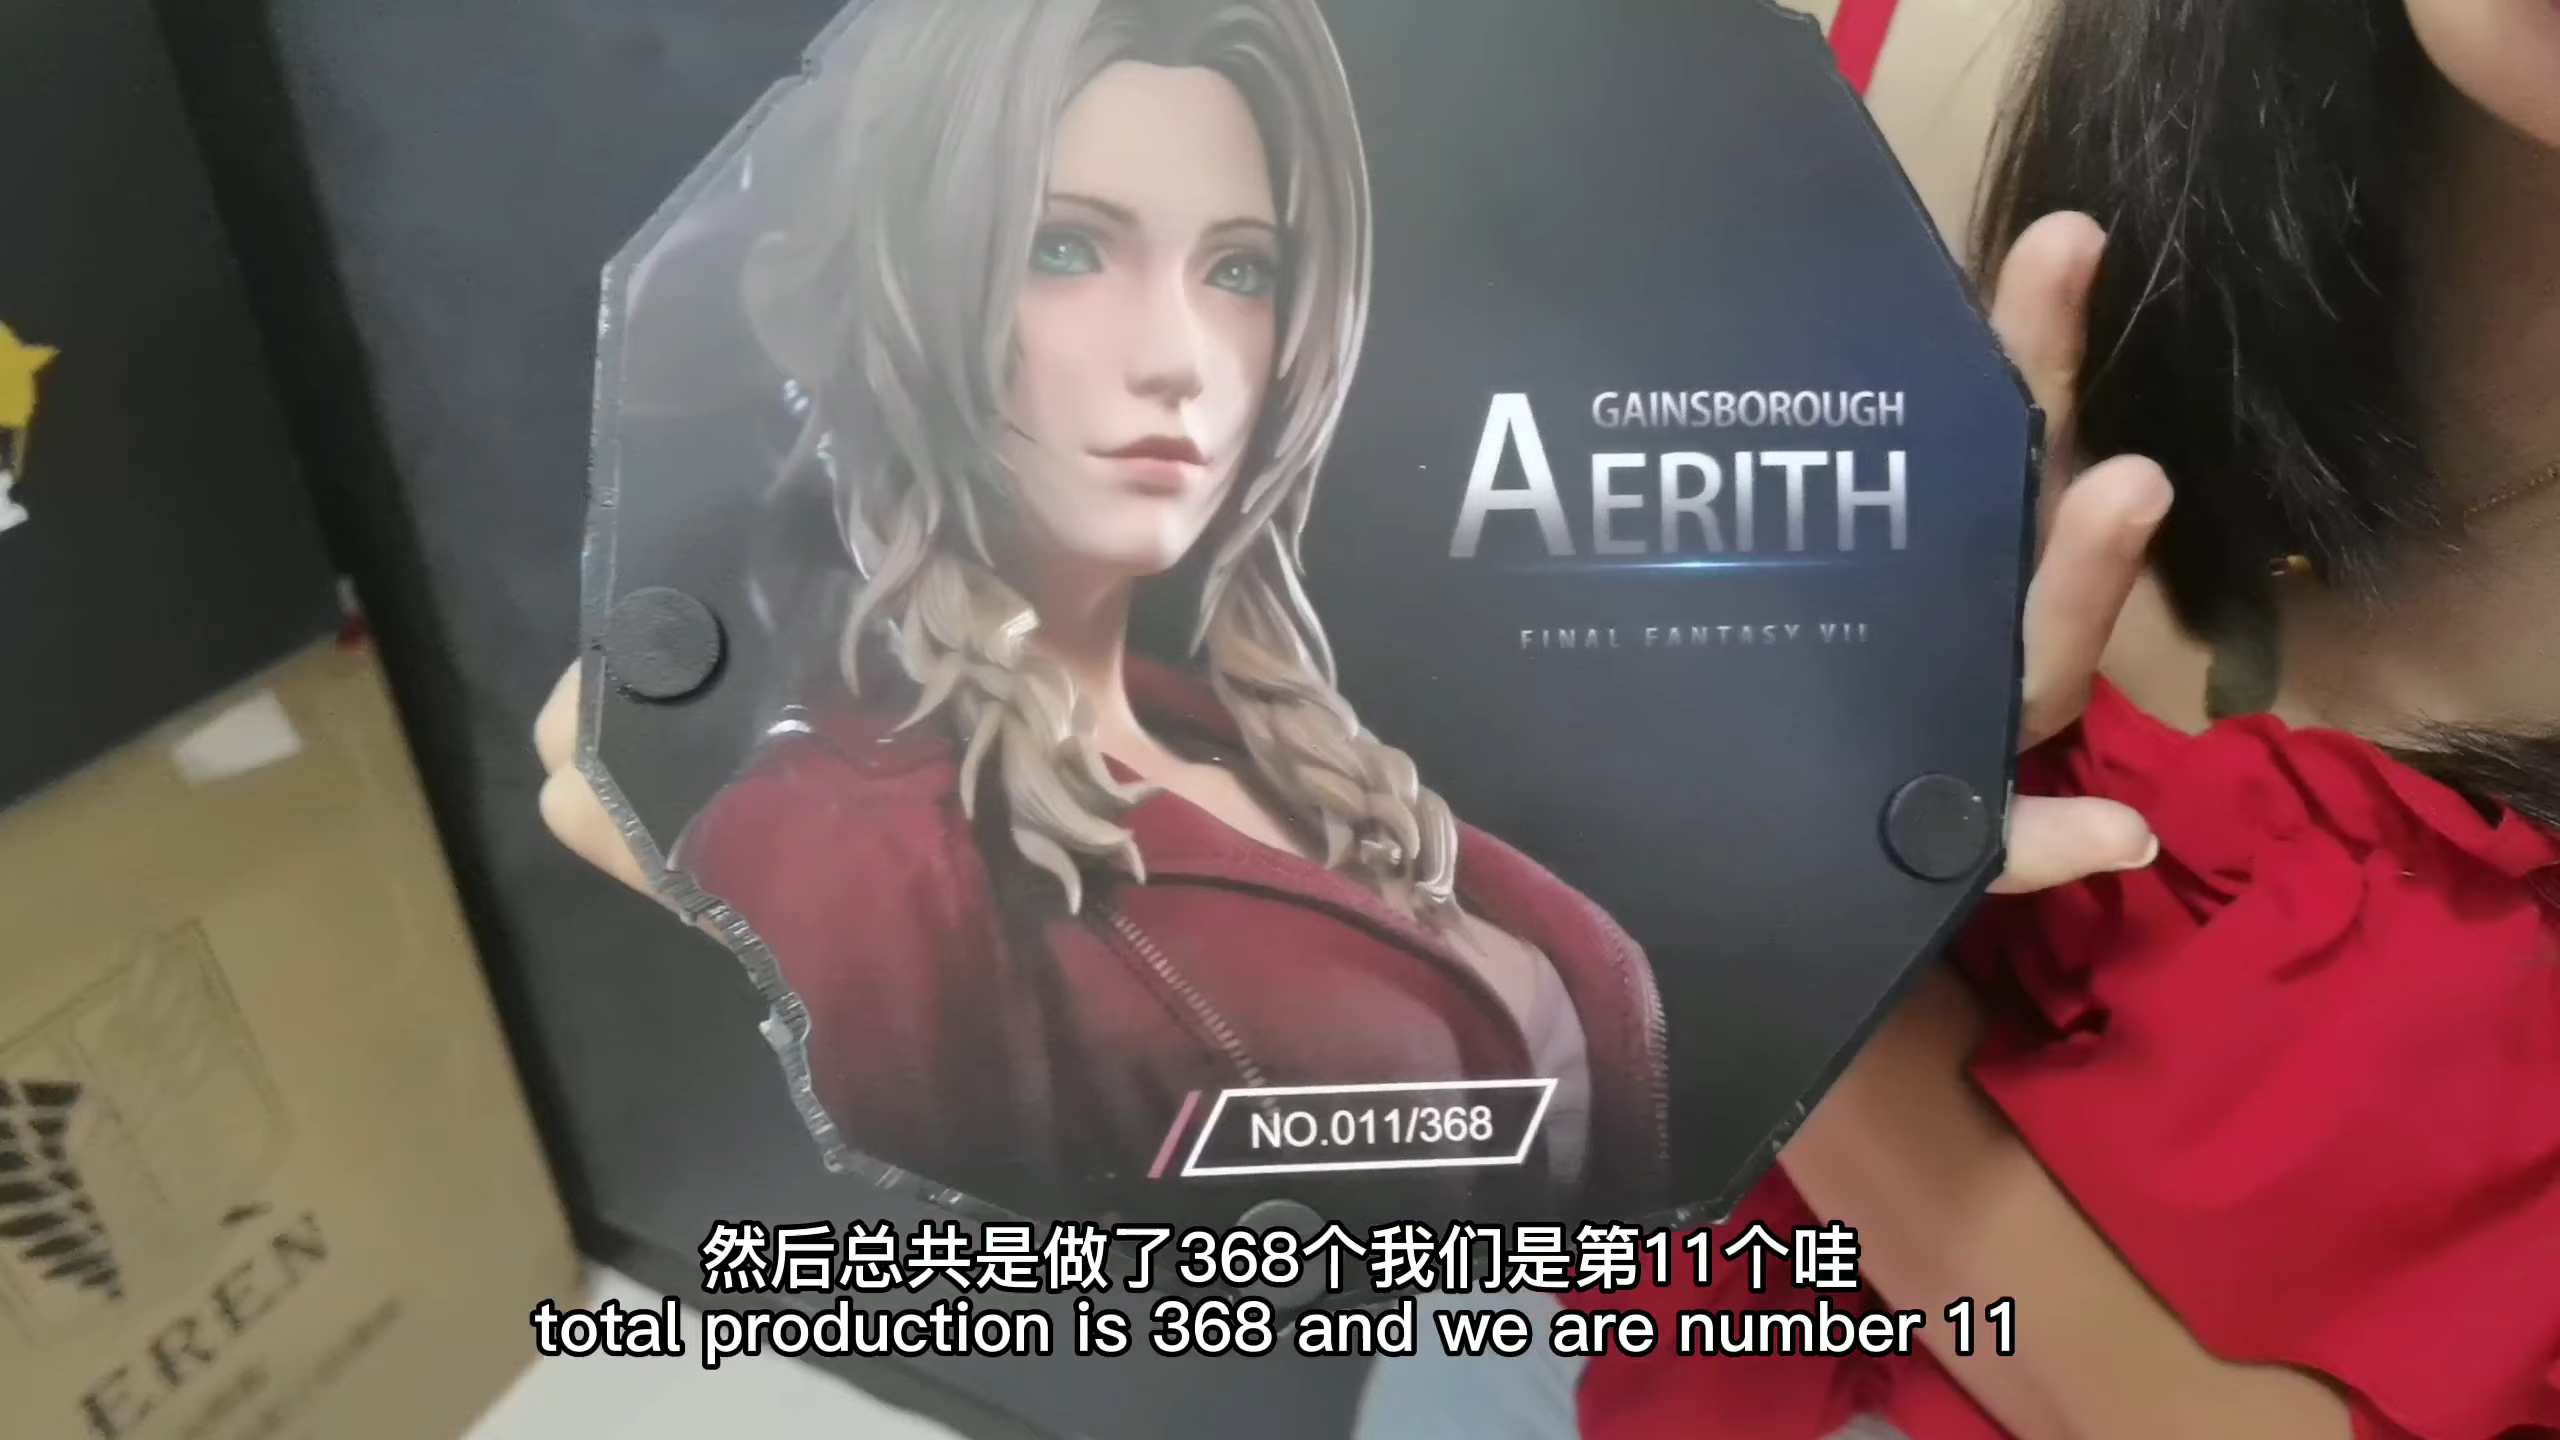 GAINSBOROUGH
AERITH
FINAL FANTASY VII
NO.011/368
EREN
然后总共是做了368个我们是第11个哇
total production is 368 and we are number 11